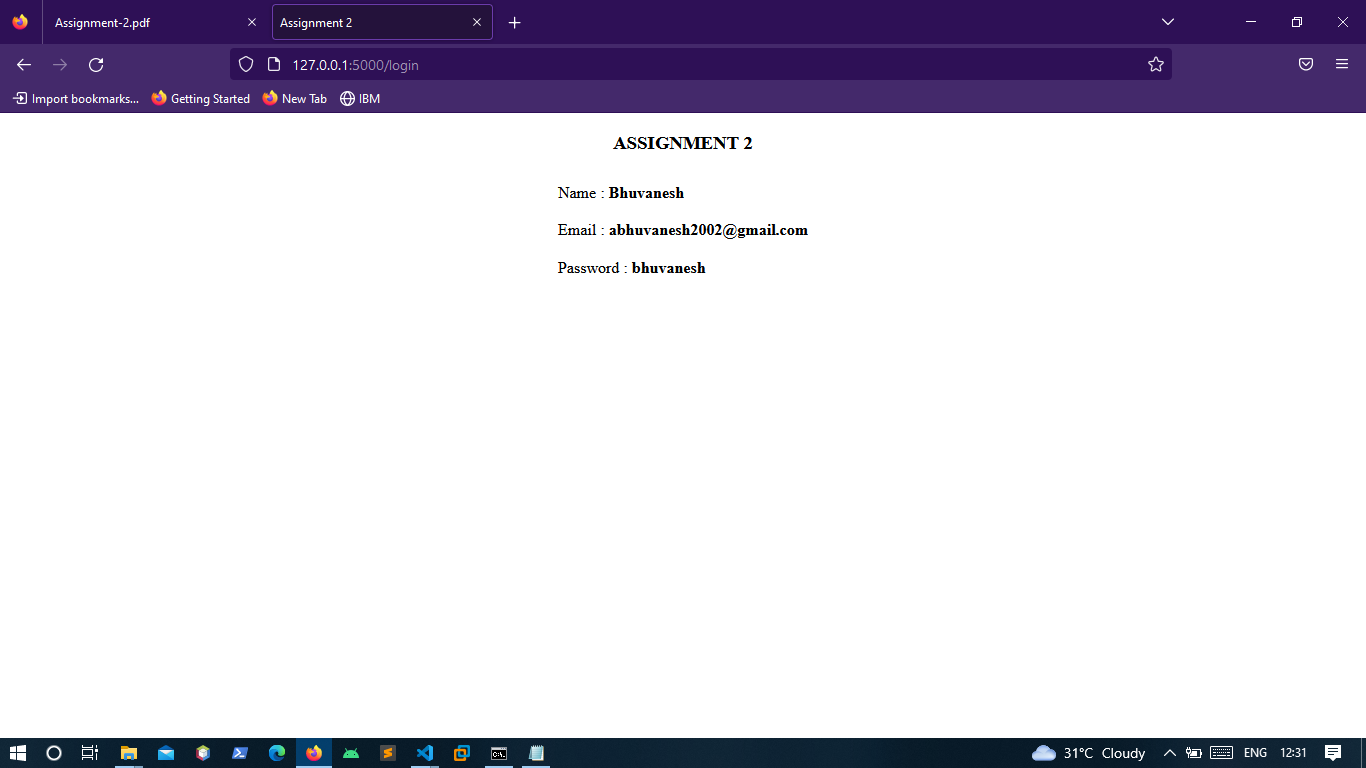 Assignment-2.pdf
Assignment 2
127.0.0.1:5000/login
Import bookmarks...
Getting Started
New Tab
IBM
ASSIGNMENT 2
Name : Bhuvanesh
Email : abhuvanesh2002@gmail.com
Password : bhuvanesh
31°C Cloudy
ENG
12:31